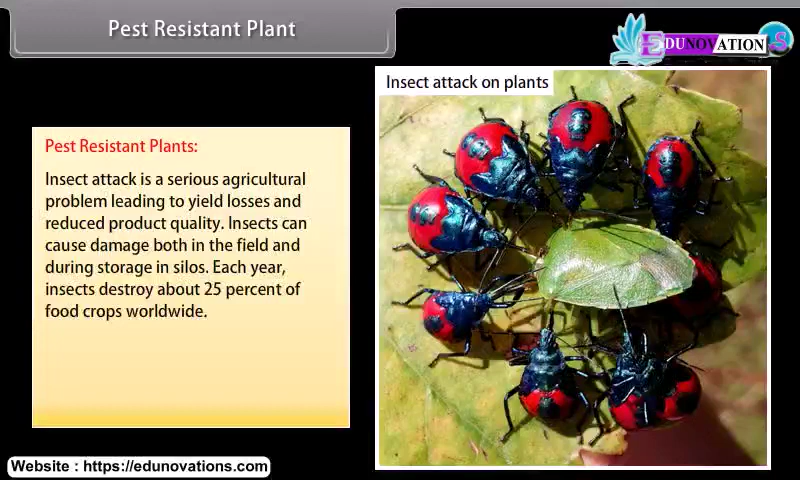 Pest Resistant Plant
EDUNOVATIONS
Insect attack on plants
Pest Resistant Plants:
Insect attack is a serious agricultural
problem leading to yield losses and
reduced product quality. Insects can
cause damage both in the field and
during storage in silos. Each year,
insects destroy about 25 percent of
food crops worldwide.
Website : https://edunovations.com